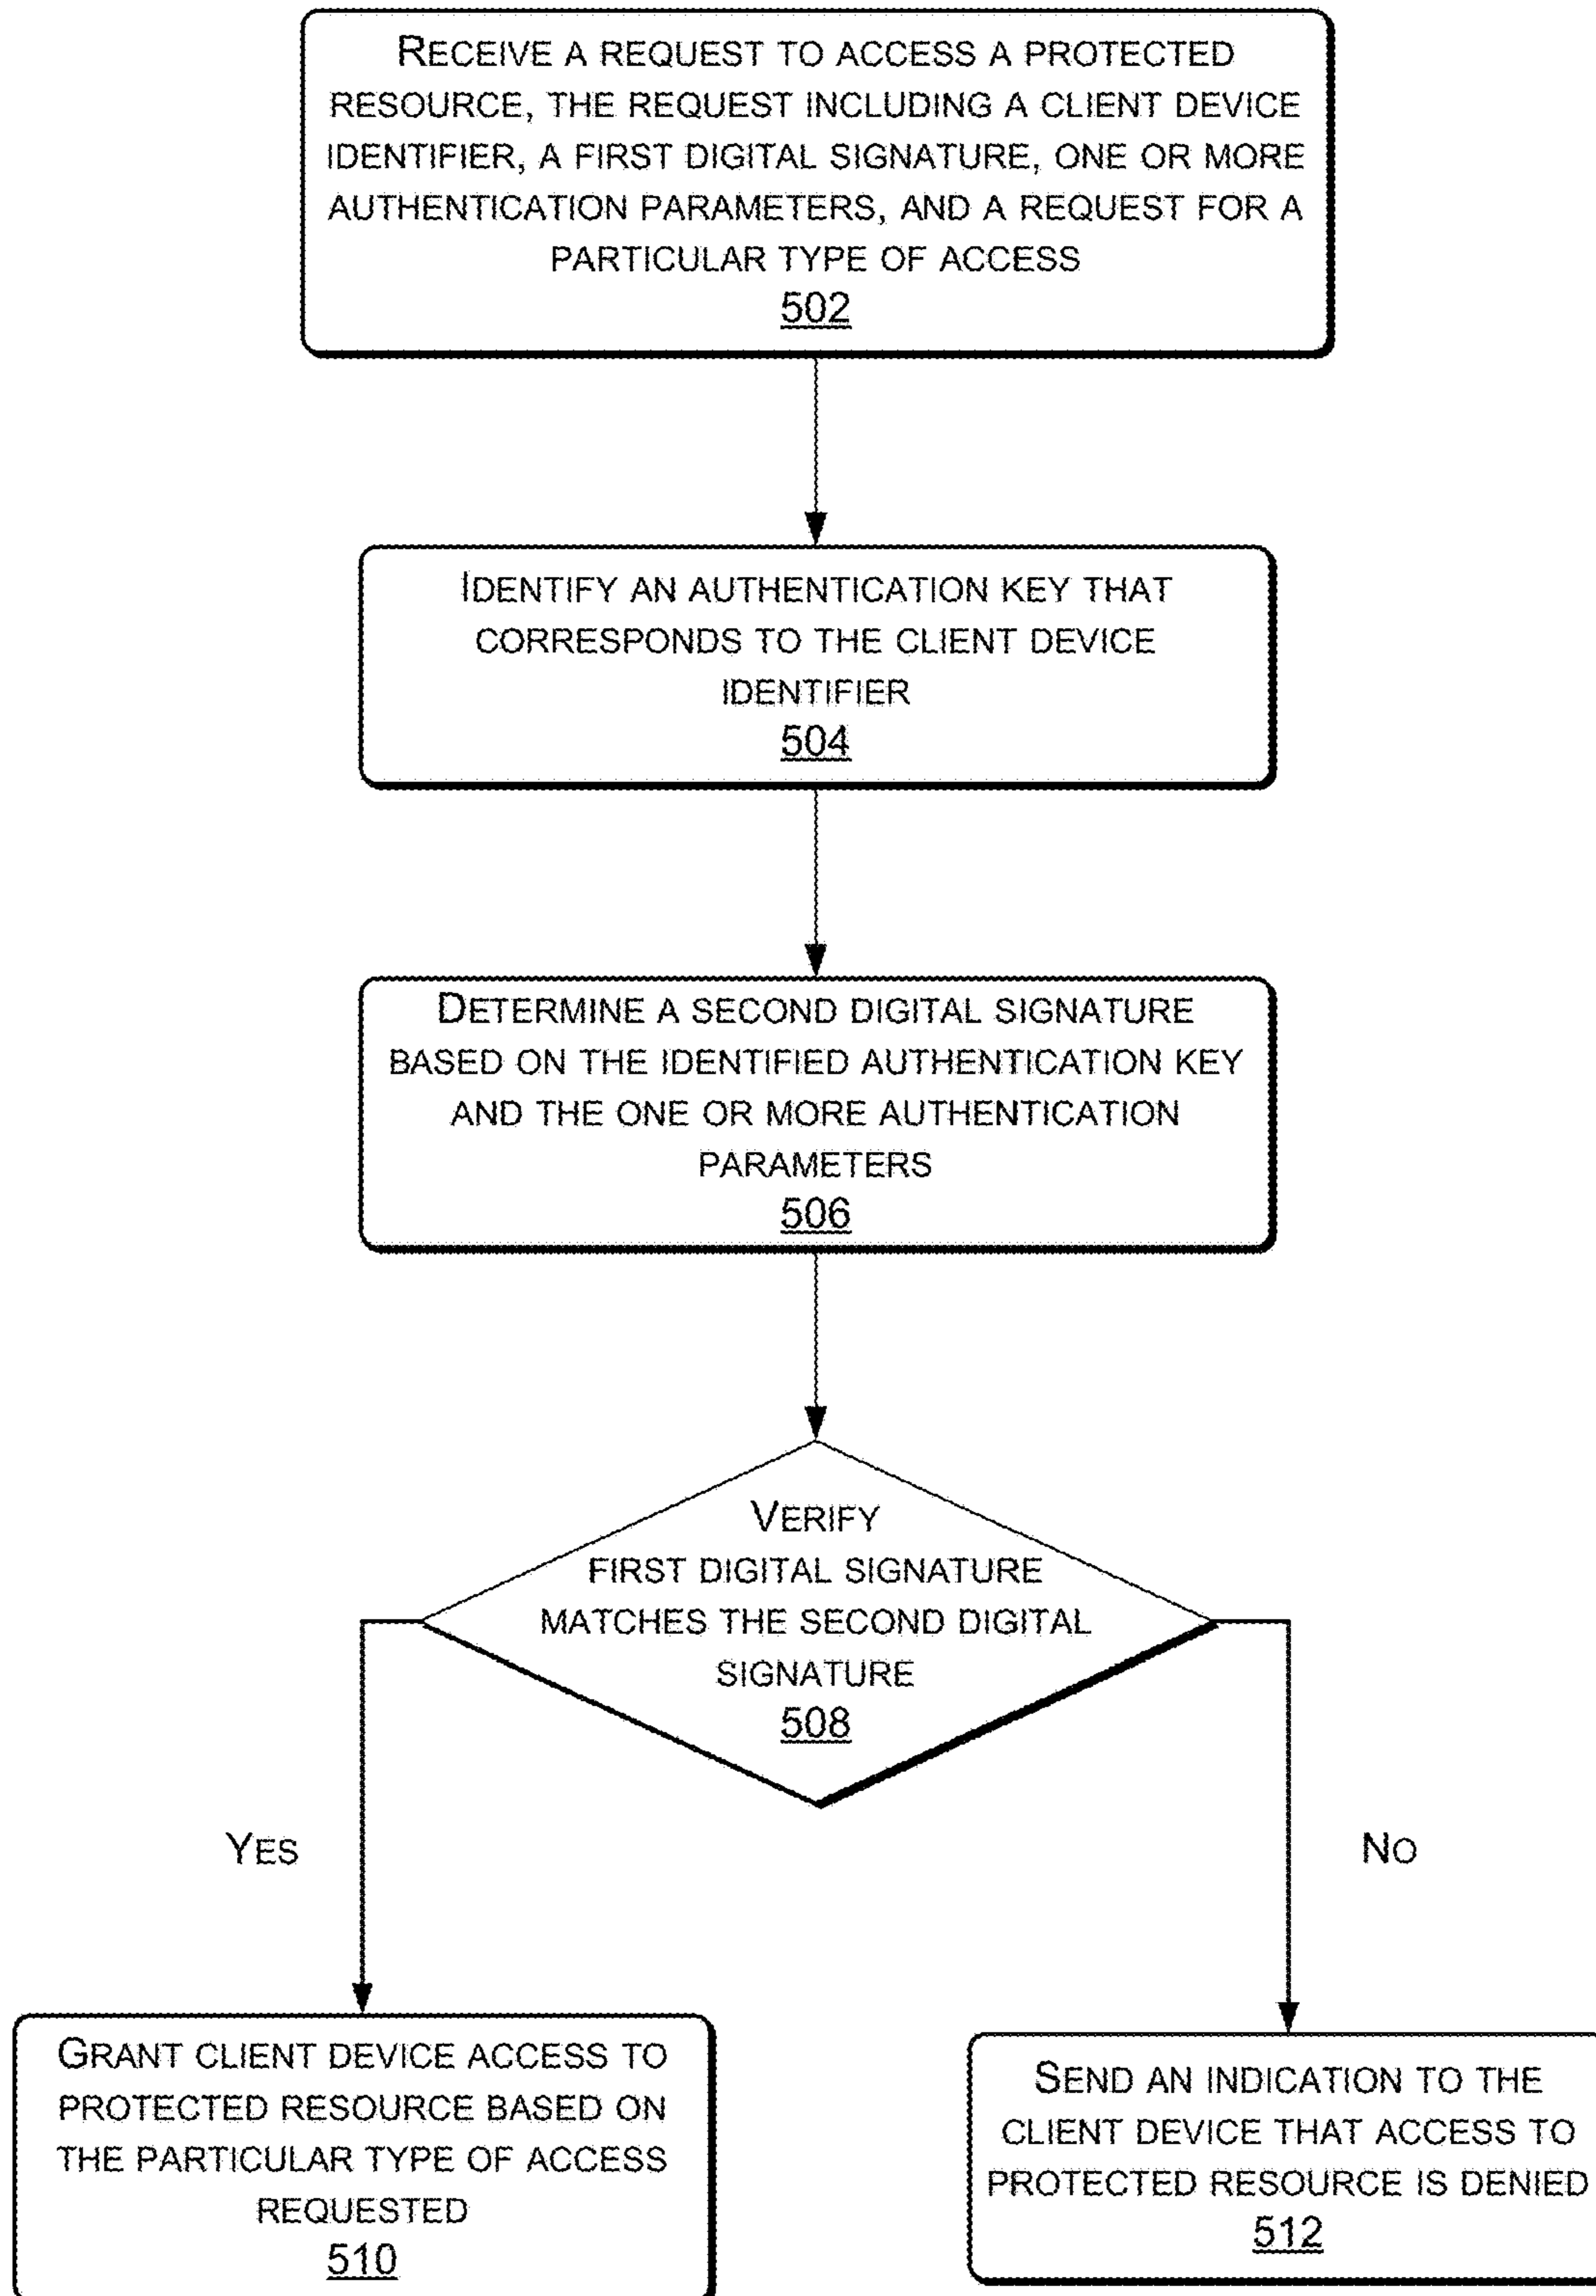 RECEIVE A REQUEST TO ACCESS A PROTECTED
RESOURCE, THE REQUEST INCLUDING A CLIENT DEVICE
IDENTIFIER, A FIRST DIGITAL SIGNATURE, ONE OR MORE
AUTHENTICATION PARAMETERS, AND A REQUEST FOR A
PARTICULAR TYPE OF ACCESS
502
IDENTIFY AN AUTHENTICATION KEY THAT
CORRESPONDS TO THE CLIENT DEVICE
IDENTIFIER
504
DETERMINE A SECOND DIGITAL SIGNATURE
BASED ON THE IDENTIFIED AUTHENTICATION KEY
AND THE ONE OR MORE AUTHENTICATION
PARAMETERS
506
VERIFY
FIRST DIGITAL SIGNATURE
MATCHES THE SECOND DIGITAL
SIGNATURE
508
YES
NO
GRANT CLIENT DEVICE ACCESS TO
PROTECTED RESOURCE BASED ON
THE PARTICULAR TYPE OF ACCESS
REQUESTED
510
SEND AN INDICATION TO THE
CLIENT DEVICE THAT ACCESS TO
PROTECTED RESOURCE IS DENIED
512